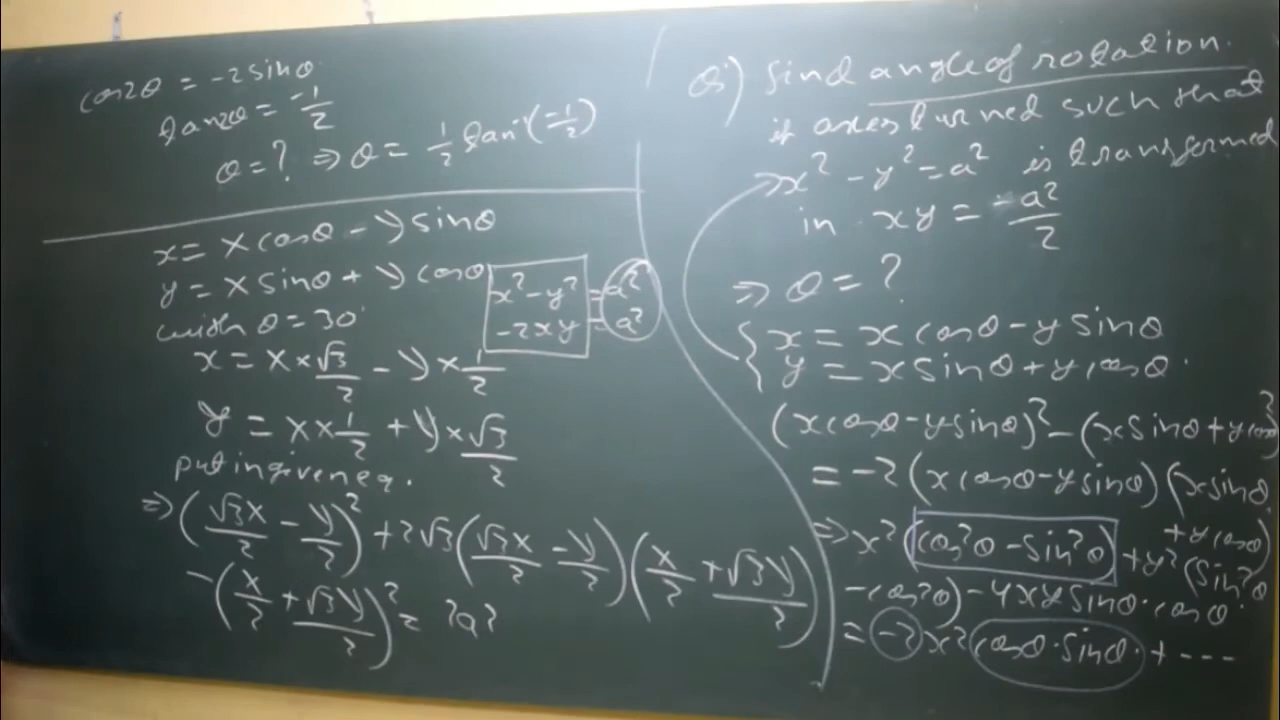 cos2θ = -2sinθ
tan2θ = -1/2
θ = ? ⇒ θ = 1/2 tan⁻¹(-1/2)
x = X cosθ - Y sinθ
y = X sinθ + Y cosθ
with θ = 30°
x = X × √3/2 - Y × 1/2
y = X × 1/2 + Y × √3/2
put in given eq.
⇒ (√3X/2 - Y/2)² + 2√3(√3X/2 - Y/2)(X/2 + √3Y/2)
- (X/2 + √3Y/2)² = 2a²
x² - y² = a²
-2xy = a²
Q) find angle of rotation.
if axes turned such that
x² - y² = a² is transformed
in xy = -a²/2
⇒ θ = ?
{ x = x cosθ - y sinθ
y = x sinθ + y cosθ.
(x cosθ - y sinθ)² - (x sinθ + y cosθ)²
= -2(x cosθ - y sinθ)(x sinθ
+ y cosθ)
⇒ x²(cos²θ - sin²θ) + y²(sin²θ
- cos²θ) - 4xy sinθ·cosθ
= -2x² cosθ·sinθ + ---